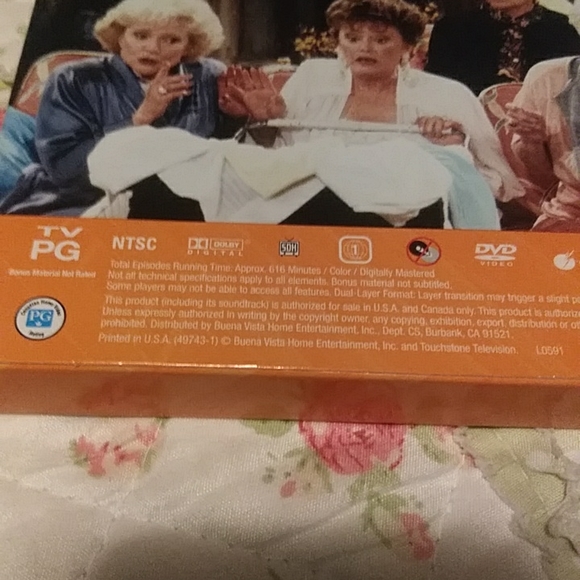 TV
PG
Bonus Material Not Rated
NTSC
DOLBY
DIGITAL
SDH
1
DVD
VIDEO
PG
Total Episodes Running Time: Approx. 616 Minutes / Color / Digitally Mastered
Not all technical specifications apply to all elements. Bonus material not subtitled.
Some players may not be able to access all features. Dual-Layer Format: Layer transition may trigger a slight
This product (including its soundtrack) is authorized for sale in U.S.A. and Canada only. This product is
Unless expressly authorized in writing by the copyright owner, any copying, exhibition, export, distribution or
prohibited. Distributed by Buena Vista Home Entertainment, Inc., Dept. CS, Burbank, CA 91521.
Printed in U.S.A. (49743-1) © Buena Vista Home Entertainment, Inc. and Touchstone Television. L0591